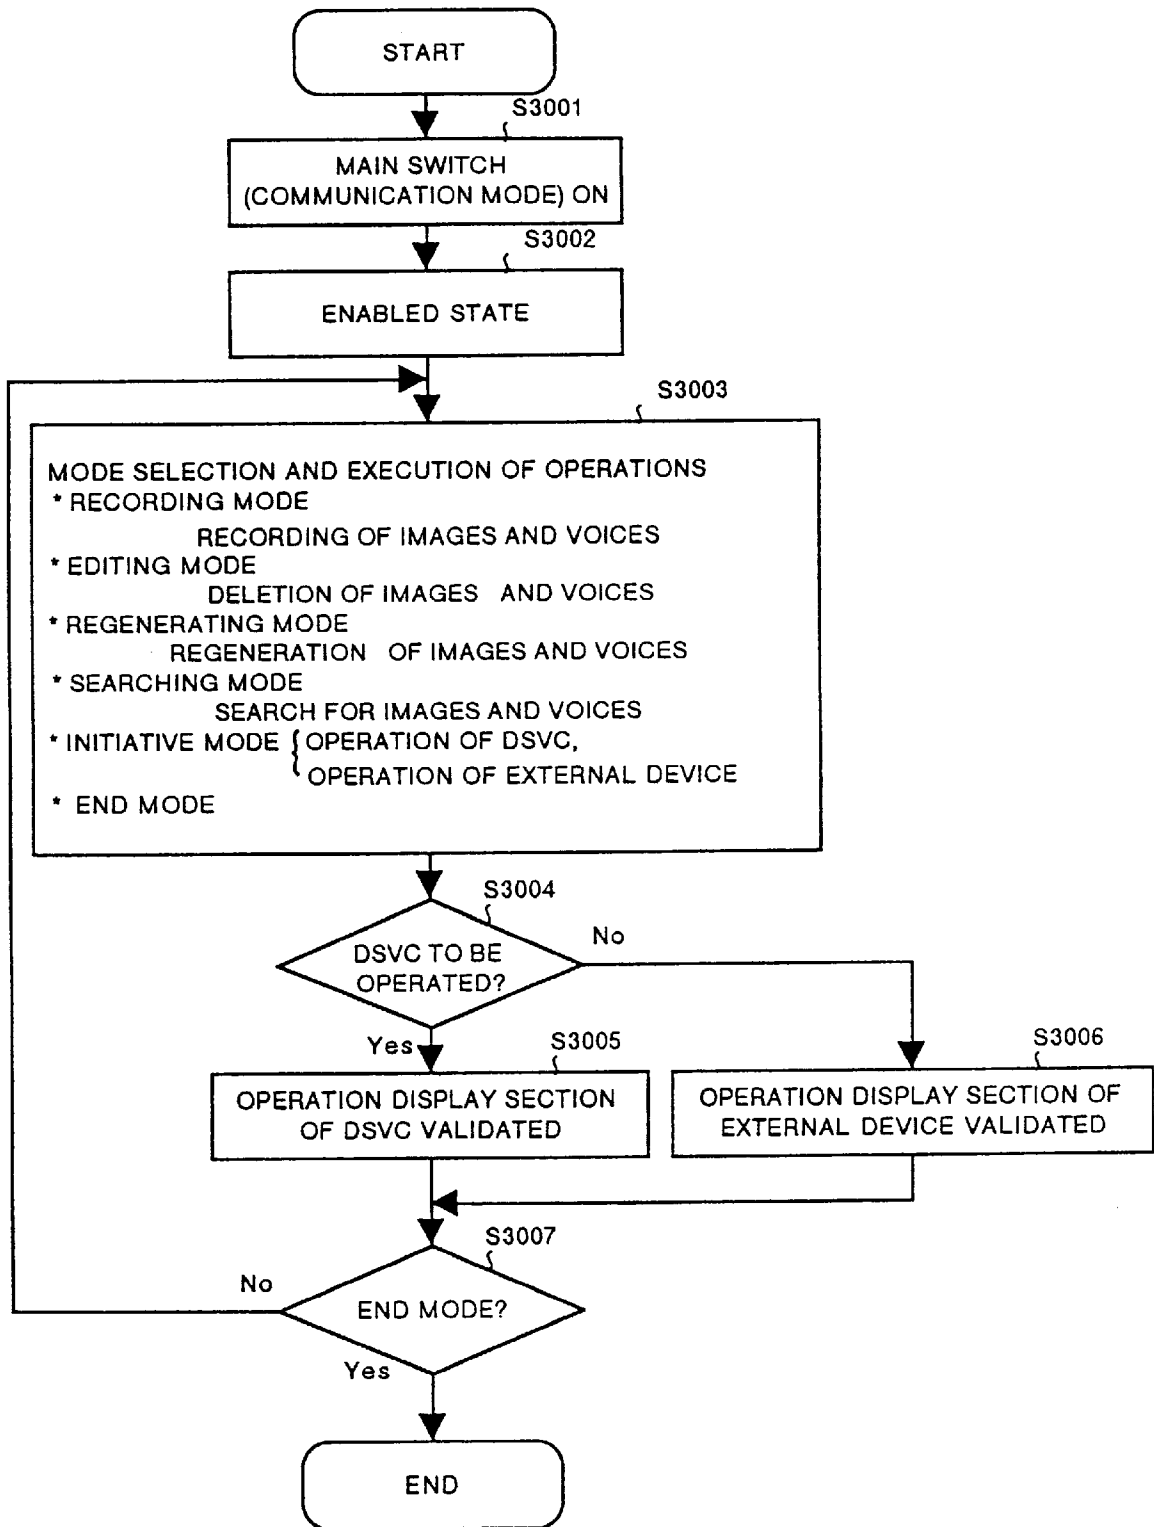 START
S3001
MAIN SWITCH
(COMMUNICATION MODE) ON
S3002
ENABLED STATE
S3003
MODE SELECTION AND EXECUTION OF OPERATIONS
* RECORDING MODE
RECORDING OF IMAGES AND VOICES
* EDITING MODE
DELETION OF IMAGES AND VOICES
* REGENERATING MODE
REGENERATION OF IMAGES AND VOICES
* SEARCHING MODE
SEARCH FOR IMAGES AND VOICES
* INITIATIVE MODE { OPERATION OF DSVC,
OPERATION OF EXTERNAL DEVICE
* END MODE
S3004
DSVC TO BE
OPERATED?
No
Yes
S3005
OPERATION DISPLAY SECTION
OF DSVC VALIDATED
S3006
OPERATION DISPLAY SECTION OF
EXTERNAL DEVICE VALIDATED
S3007
END MODE?
No
Yes
END